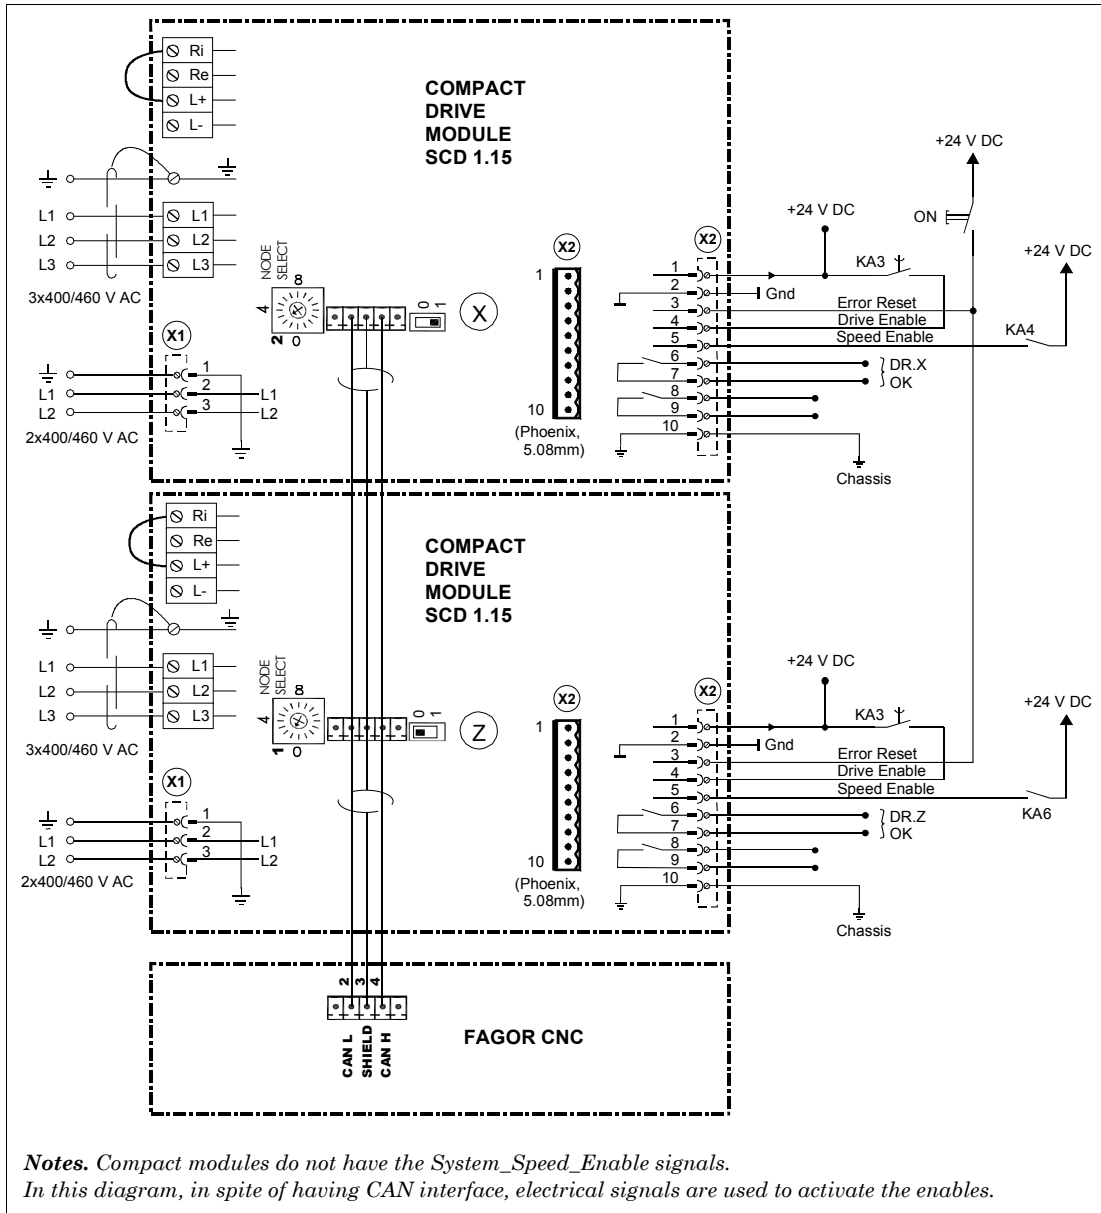 Ri
Re
L+
L-
COMPACT
DRIVE
MODULE
SCD 1.15
L1
L2
L3
L1
L2
L3
3x400/460 V AC
NODE
SELECT
8
4
2
0
0
1
X
X1
1
2
3
L1
L2
L1
L2
2x400/460 V AC
X2
1
10
(Phoenix,
5.08mm)
X2
1
2
3
4
5
6
7
8
9
10
+24 V DC
+24 V DC
+24 V DC
ON
KA3
Gnd
Error Reset
Drive Enable
Speed Enable
KA4
DR.X
OK
Chassis
Ri
Re
L+
L-
COMPACT
DRIVE
MODULE
SCD 1.15
L1
L2
L3
L1
L2
L3
3x400/460 V AC
NODE
SELECT
8
4
1
0
0
1
Z
X1
1
2
3
L1
L2
L1
L2
2x400/460 V AC
X2
1
10
(Phoenix,
5.08mm)
X2
1
2
3
4
5
6
7
8
9
10
+24 V DC
+24 V DC
KA3
Gnd
Error Reset
Drive Enable
Speed Enable
KA6
DR.Z
OK
Chassis
2
3
4
CAN L
SHIELD
CAN H
FAGOR CNC
Notes. Compact modules do not have the System_Speed_Enable signals.
In this diagram, in spite of having CAN interface, electrical signals are used to activate the enables.